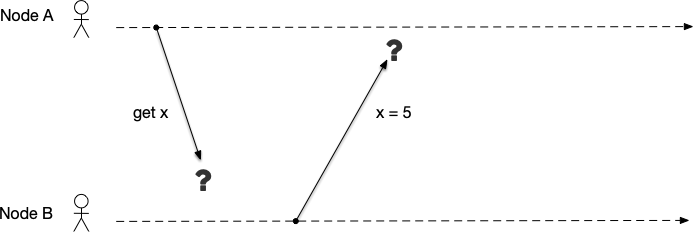 Node A
?
get x
x = 5
?
Node B